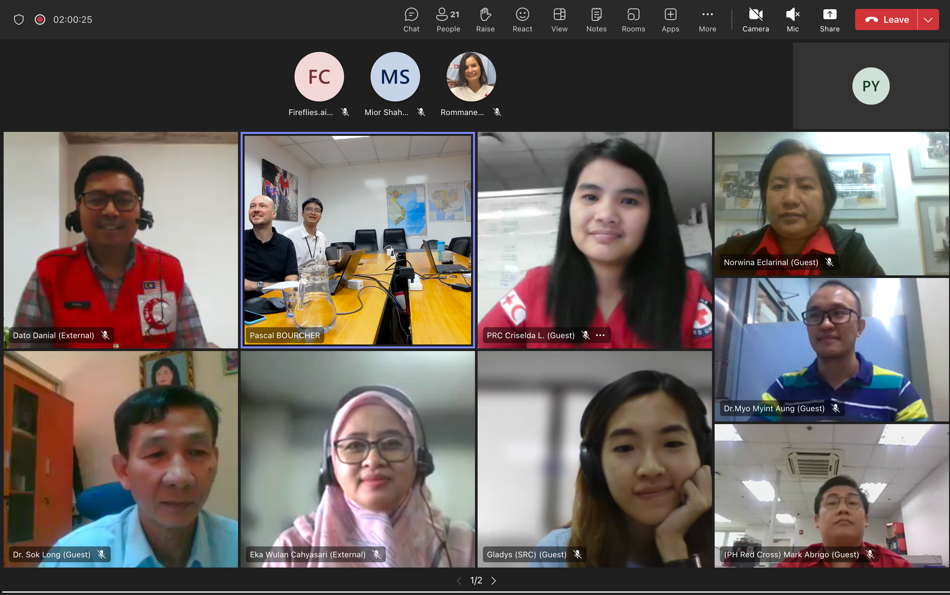 02:00:25
Chat
21
People
Raise
React
View
Notes
Rooms
Apps
More
Camera
Mic
Share
Leave
FC
MS
PY
Fireflies.ai...
Mior Shah...
Rommane...
Dato Danial (External)
Pascal BOURCHER
PRC Criselda L. (Guest)
Norwina Eclarinal (Guest)
Dr.Myo Myint Aung (Guest)
Dr. Sok Long (Guest)
Eka Wulan Cahyasari (External)
Gladys (SRC) (Guest)
(PH Red Cross) Mark Abrigo (Guest)
1/2